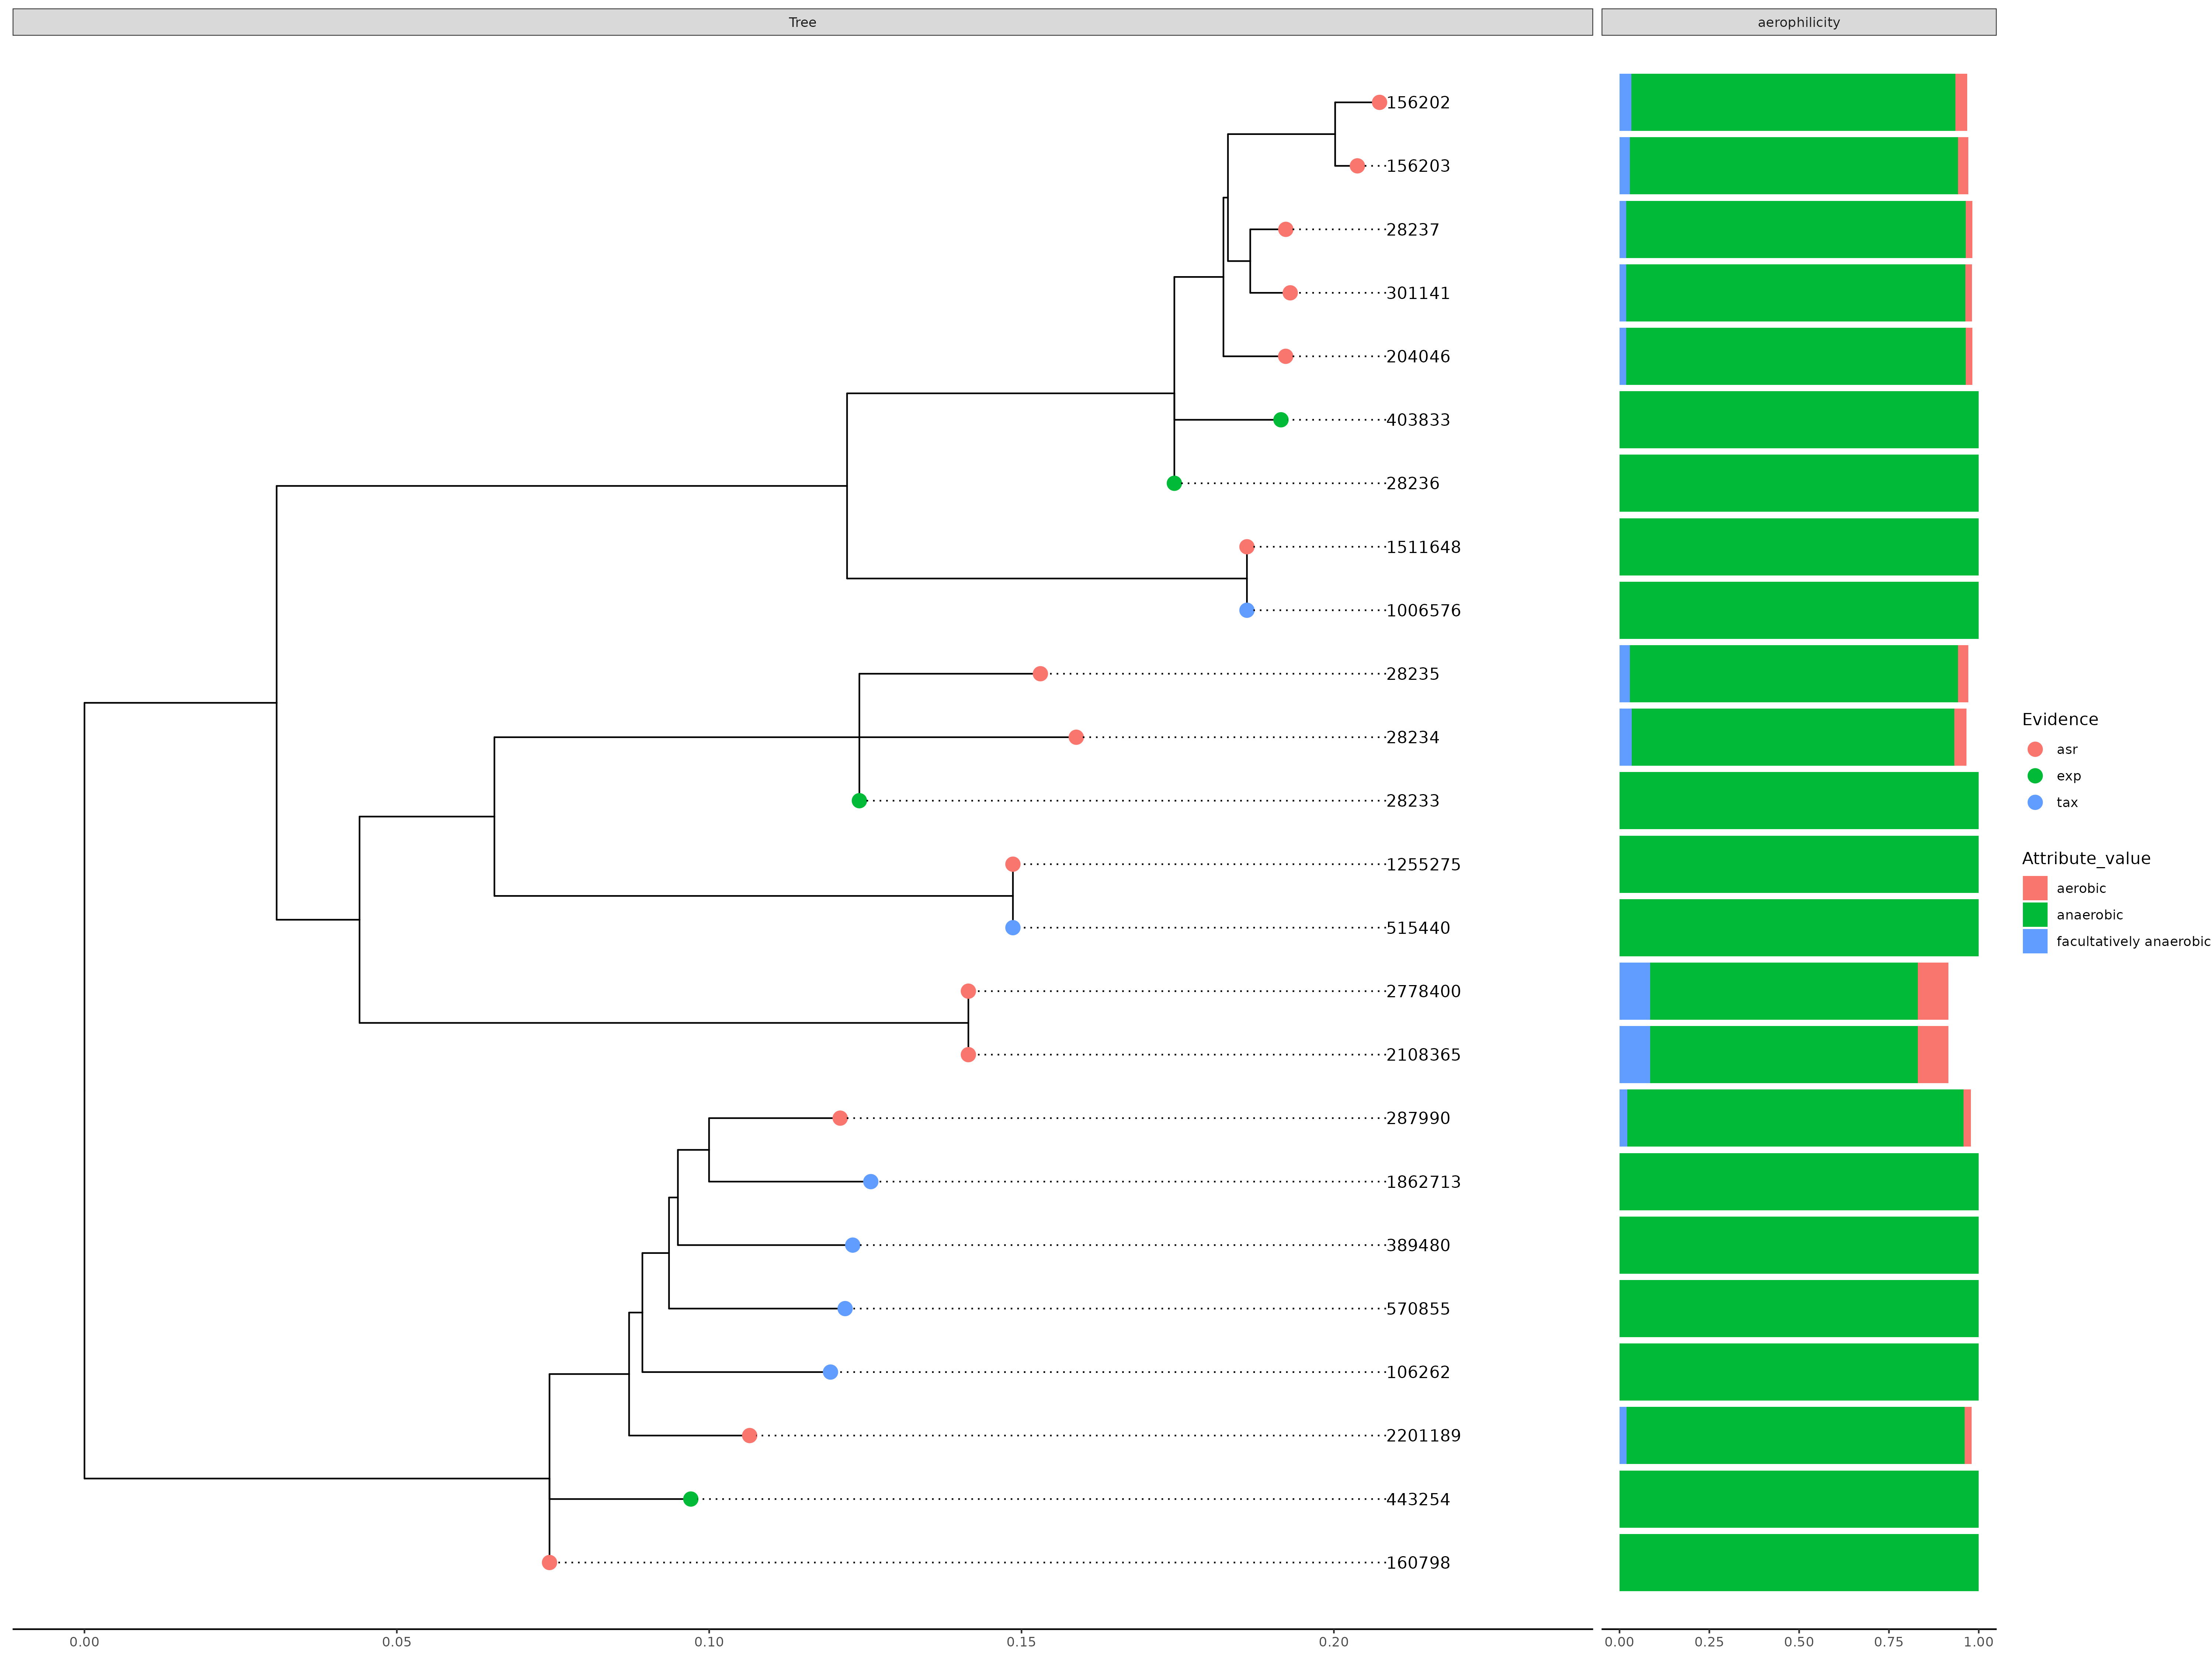 Tree
aerophilicity
156202
156203
28237
301141
204046
403833
28236
1511648
1006576
28235
28234
28233
1255275
515440
2778400
2108365
287990
1862713
389480
570855
106262
2201189
443254
160798
0.00 0.05 0.10 0.15 0.20
0.00 0.25 0.50 0.75 1.00
Evidence
asr
exp
tax
Attribute_value
aerobic
anaerobic
facultatively anaerobic